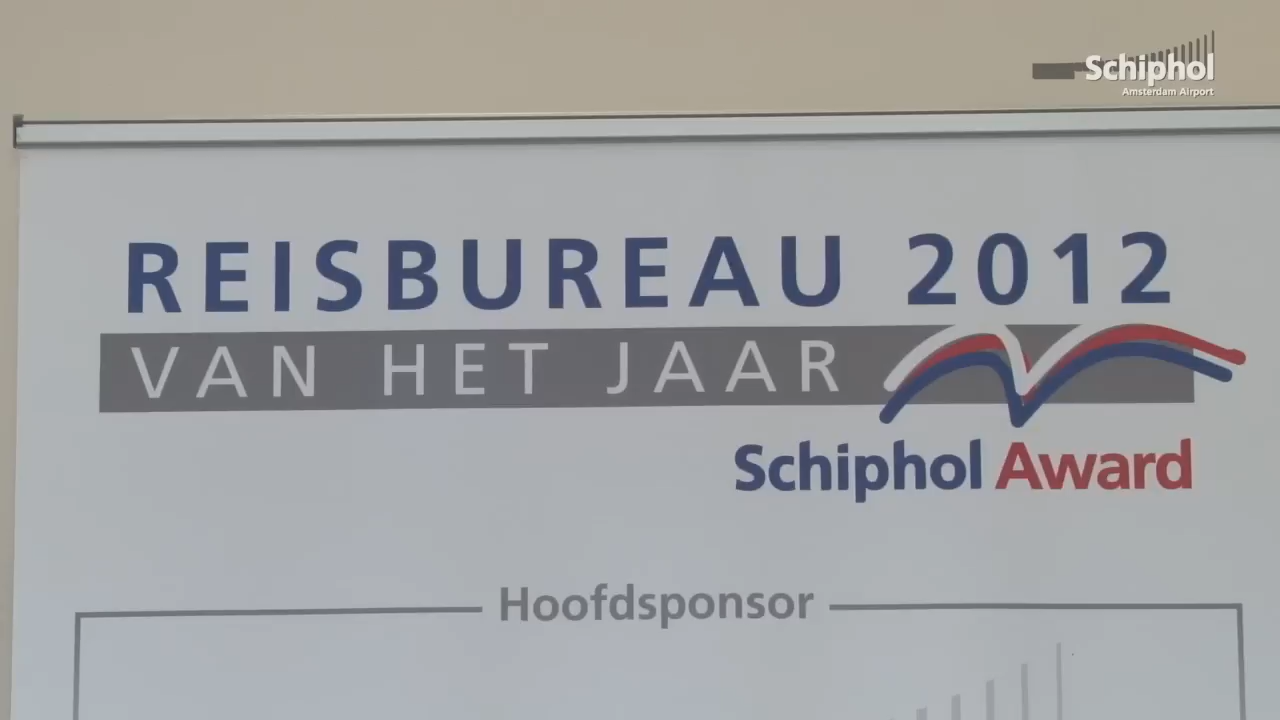 Schiphol
Amsterdam Airport
REISBUREAU 2012
VAN HET JAAR
Schiphol Award
Hoofdsponsor